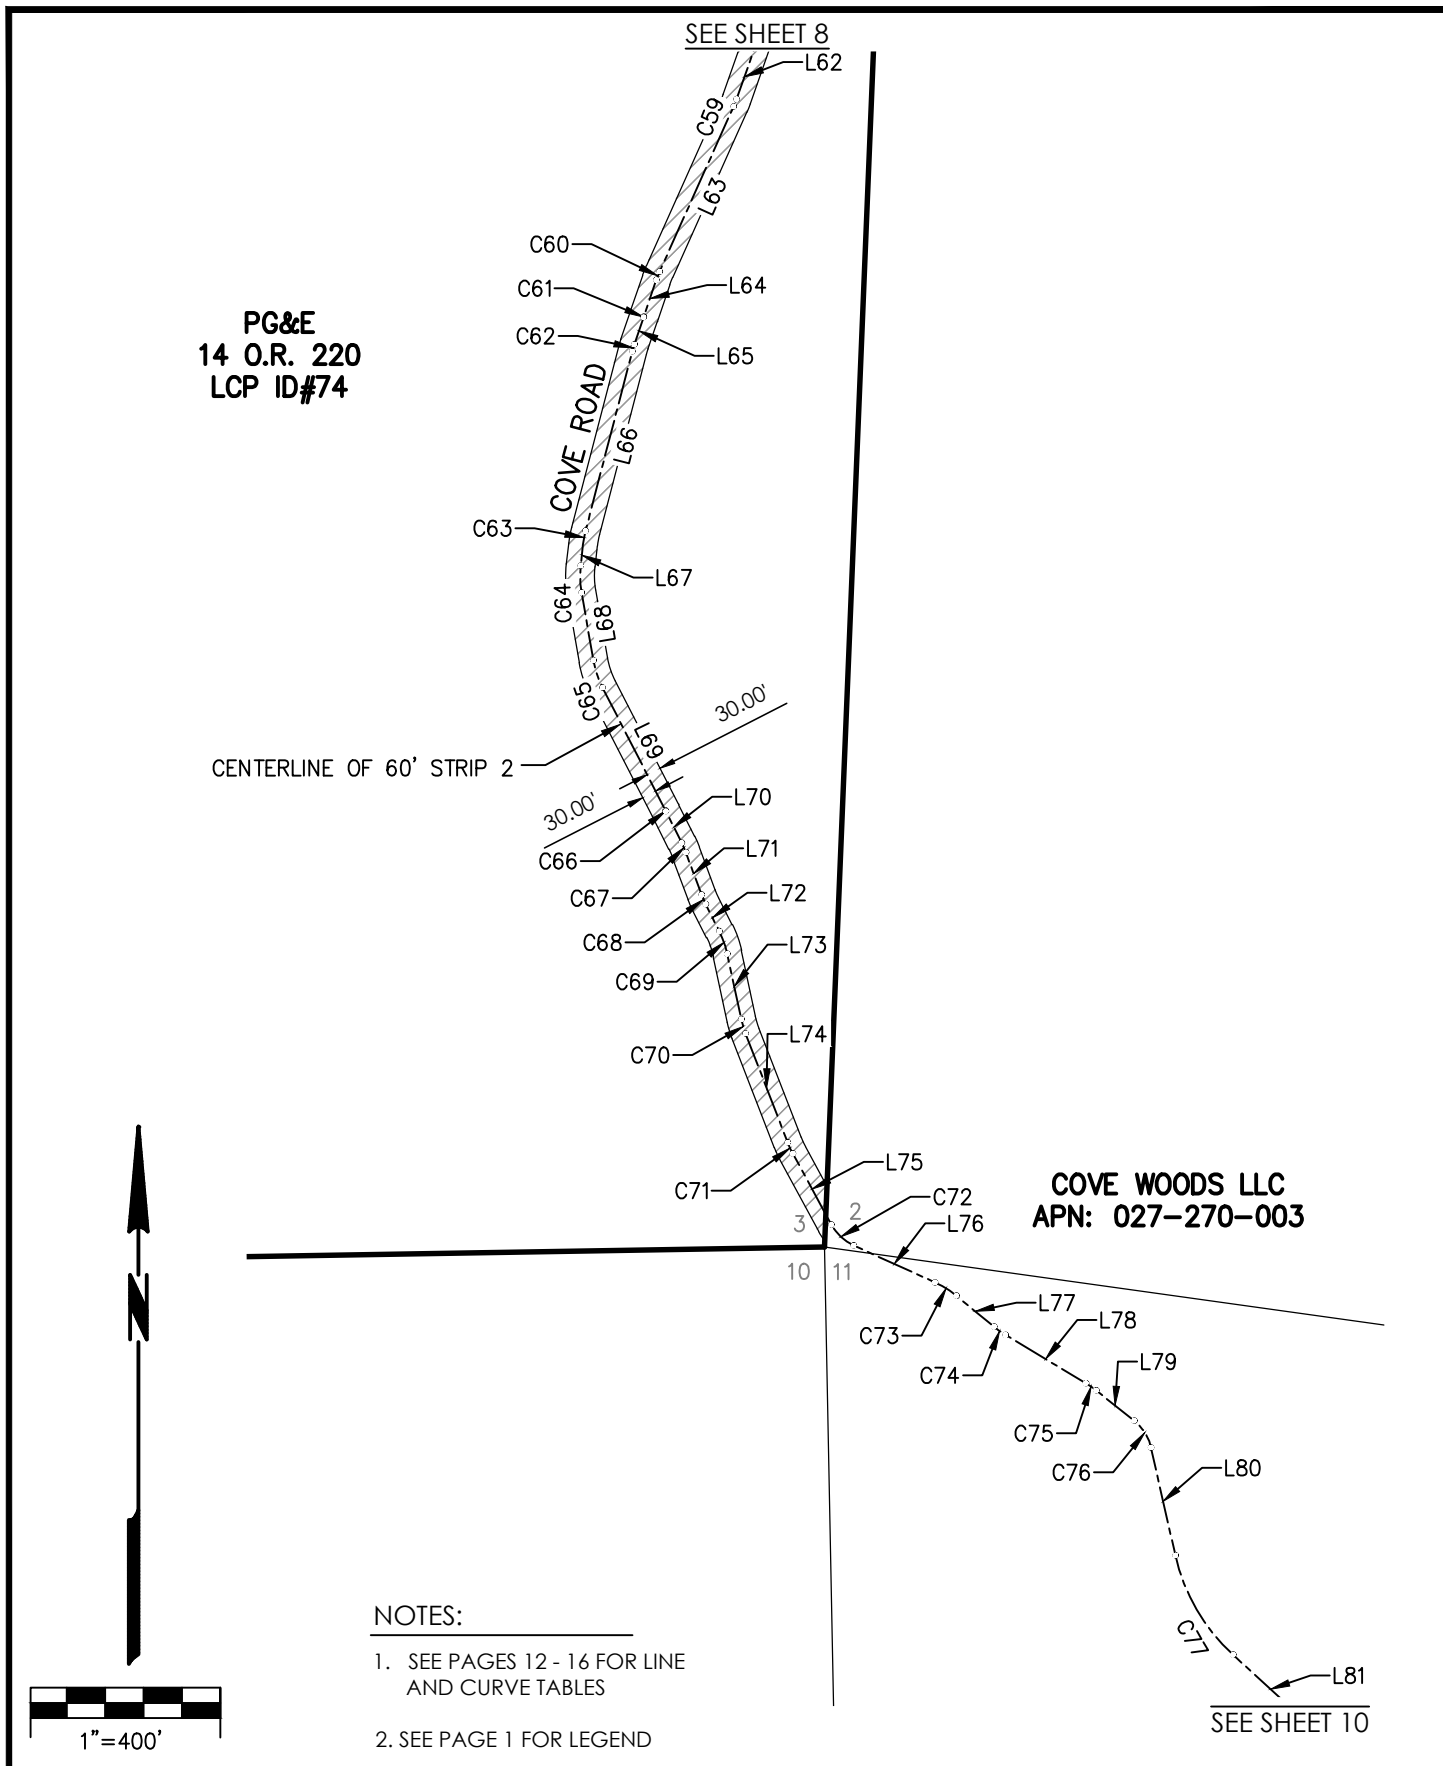 SEE SHEET 8
L62
C59
L63
C60
L64
C61
C62
L65
PG&E
14 O.R. 220
LCP ID#74
COVE ROAD
L66
C63
L67
C64
L68
C65
30.00'
L69
CENTERLINE OF 60' STRIP 2
30.00'
L70
C66
L71
C67
L72
C68
L73
C69
L74
C70
L75
C71
C72
COVE WOODS LLC
APN: 027-270-003
3 2
L76
10 11
N
L77
C73
L78
C74
L79
C75
C76
L80
C77
L81
SEE SHEET 10
NOTES:
1. SEE PAGES 12 - 16 FOR LINE
AND CURVE TABLES
2. SEE PAGE 1 FOR LEGEND
1"=400'